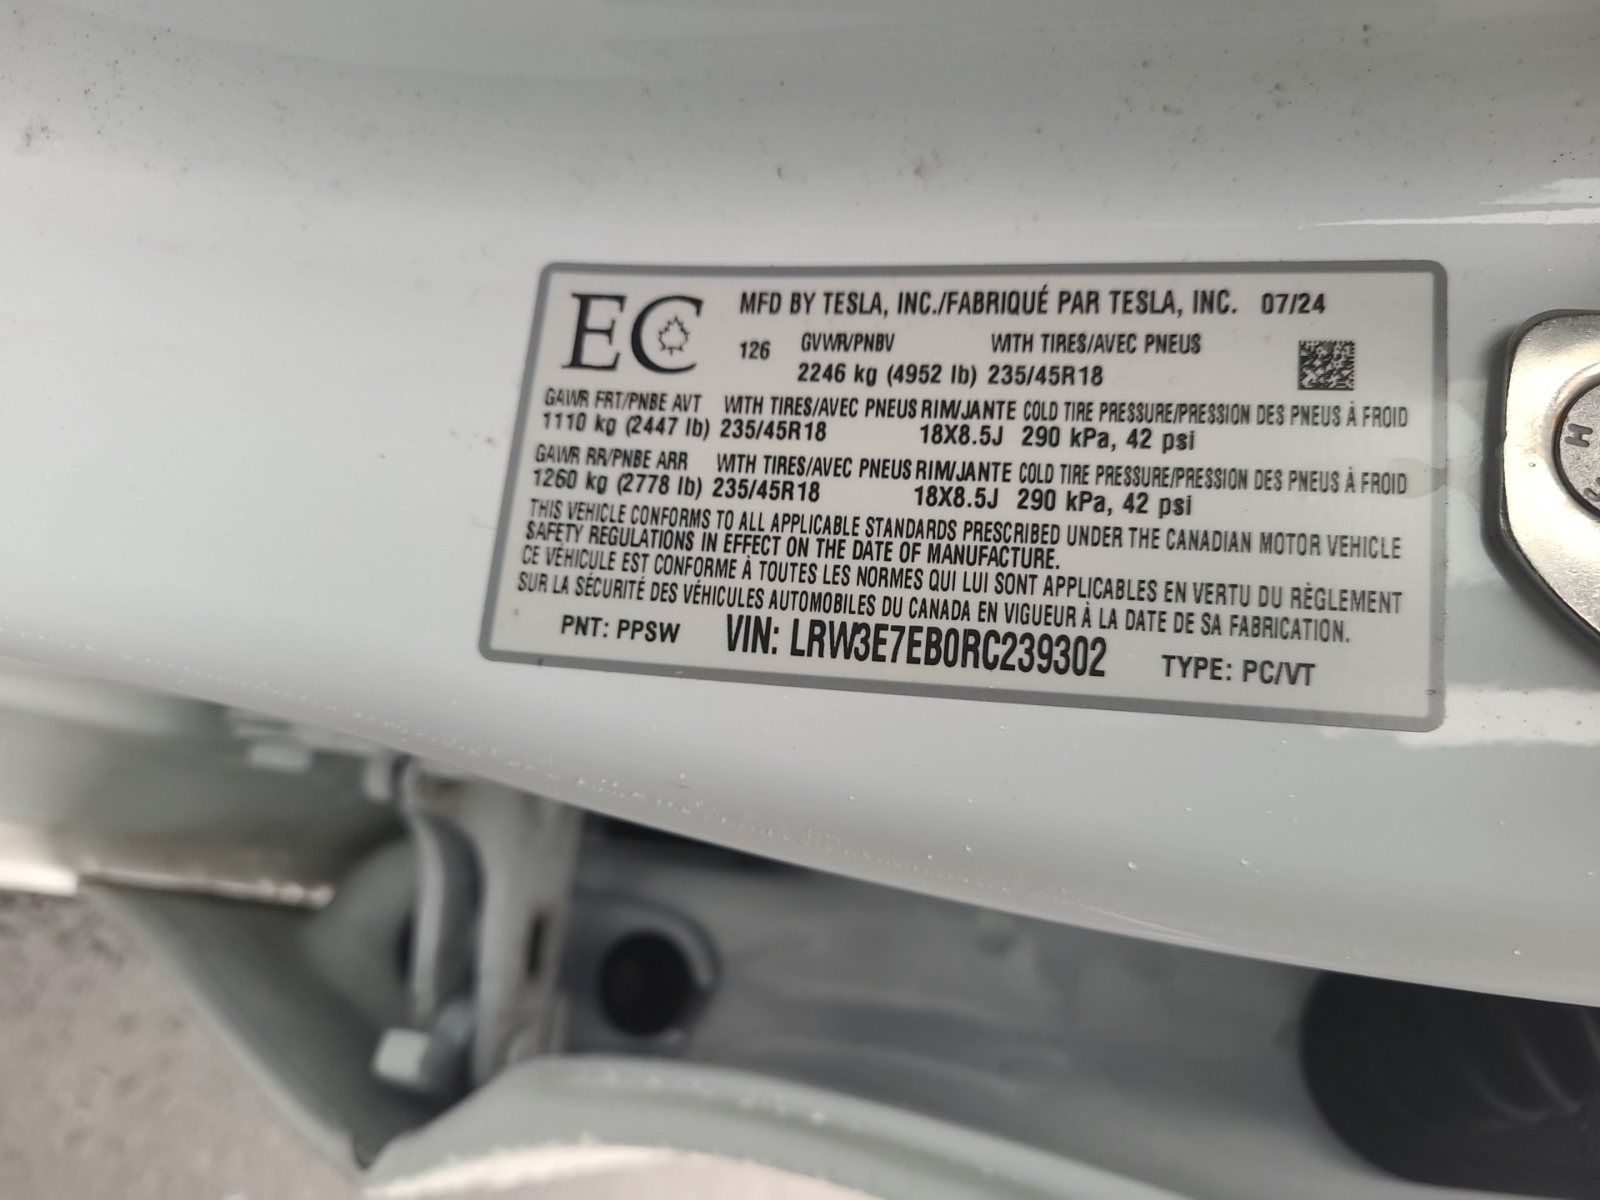 EC MFD BY TESLA, INC./FABRIQUÉ PAR TESLA, INC. 07/24
126 GVWR/PNBV WITH TIRES/AVEC PNEUS
2246 kg (4952 lb) 235/45R18
GAWR FRT/PNBE AVT WITH TIRES/AVEC PNEUS RIM/JANTE COLD TIRE PRESSURE/PRESSION DES PNEUS À FROID
1110 kg (2447 lb) 235/45R18 18X8.5J 290 kPa, 42 psi
GAWR RR/PNBE ARR WITH TIRES/AVEC PNEUS RIM/JANTE COLD TIRE PRESSURE/PRESSION DES PNEUS À FROID
1260 kg (2778 lb) 235/45R18 18X8.5J 290 kPa, 42 psi
THIS VEHICLE CONFORMS TO ALL APPLICABLE STANDARDS PRESCRIBED UNDER THE CANADIAN MOTOR VEHICLE
SAFETY REGULATIONS IN EFFECT ON THE DATE OF MANUFACTURE.
CE VÉHICULE EST CONFORME À TOUTES LES NORMES QUI LUI SONT APPLICABLES EN VERTU DU RÈGLEMENT
SUR LA SÉCURITÉ DES VÉHICULES AUTOMOBILES DU CANADA EN VIGUEUR À LA DATE DE SA FABRICATION.
PNT: PPSW VIN: LRW3E7EB0RC239302 TYPE: PC/VT
H